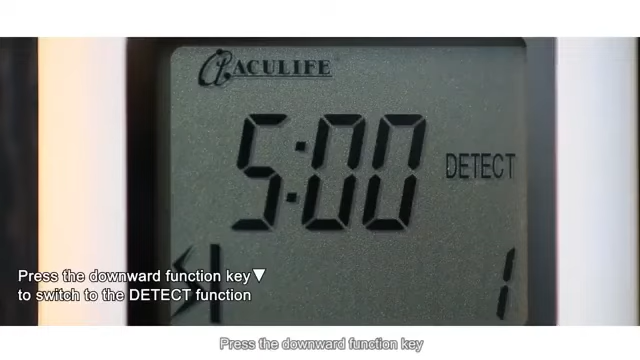 ACULIFE
5:00
DETECT
1
Press the downward function key▼
to switch to the DETECT function
Press the downward function key